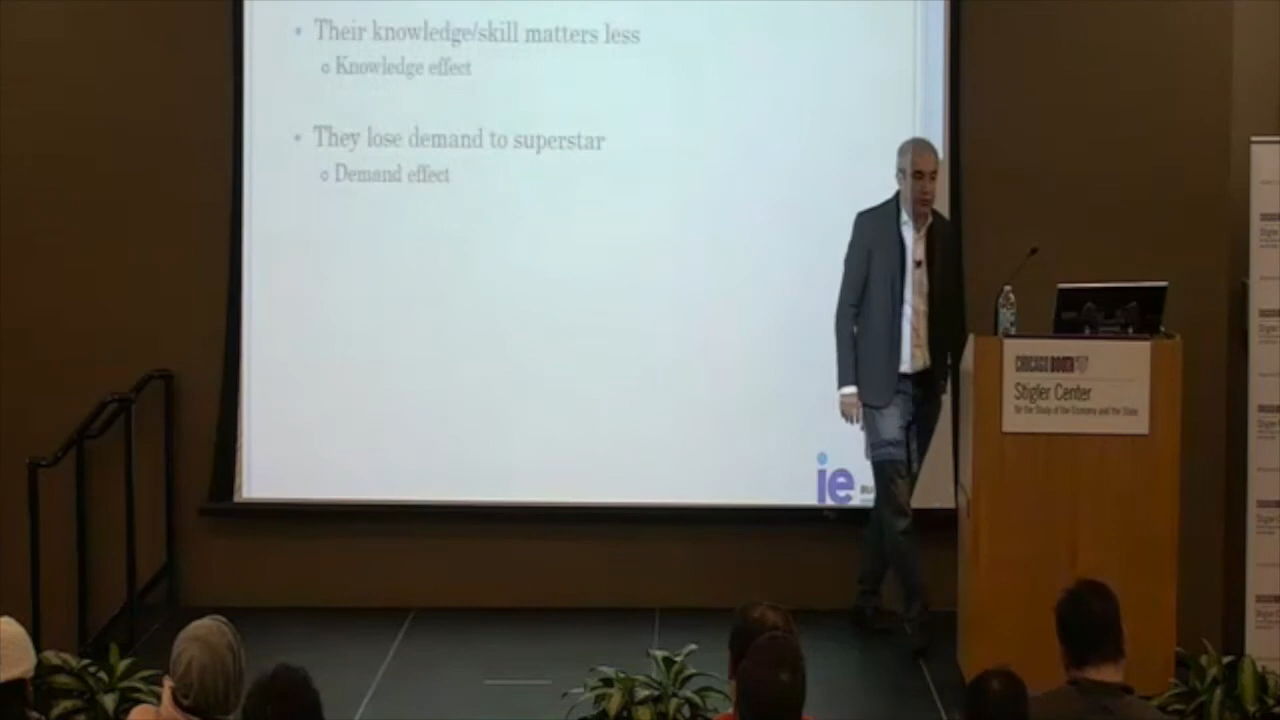 • Their knowledge/skill matters less
o Knowledge effect
• They lose demand to superstar
o Demand effect
ie
CHICAGO BOOTH
Stigler Center
for the Study of the Economy and the State